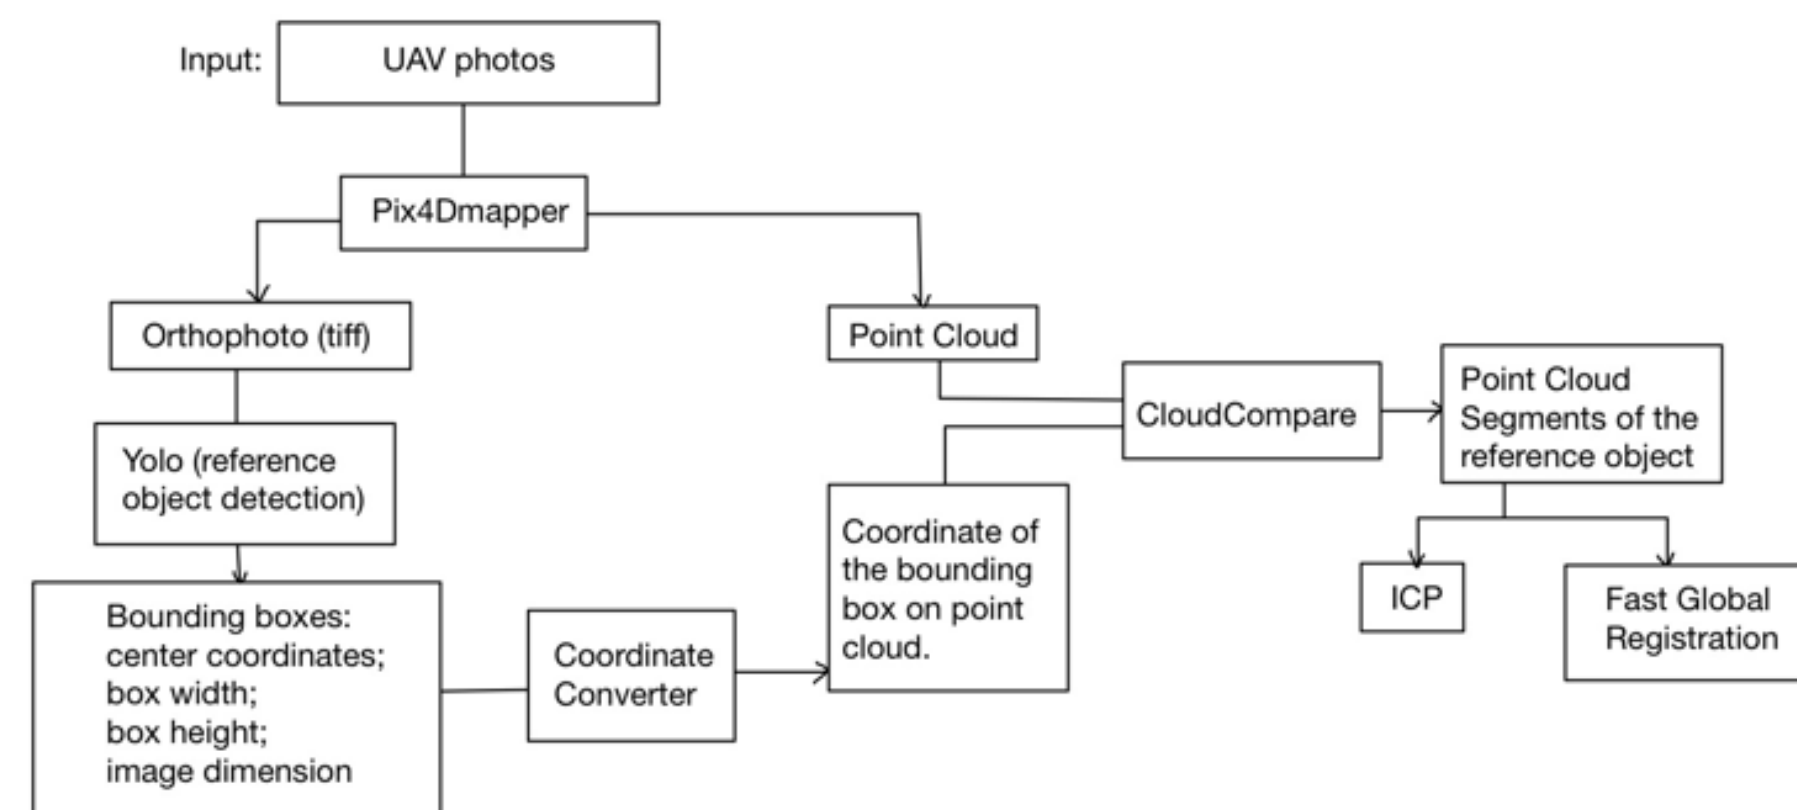 Input:
UAV photos
Pix4Dmapper
Orthophoto (tiff)
Point Cloud
Yolo (reference
object detection)
CloudCompare
Point Cloud
Segments of the
reference object
Bounding boxes:
center coordinates;
box width;
box height;
image dimension
Coordinate
Converter
Coordinate of
the bounding
box on point
cloud.
ICP
Fast Global
Registration